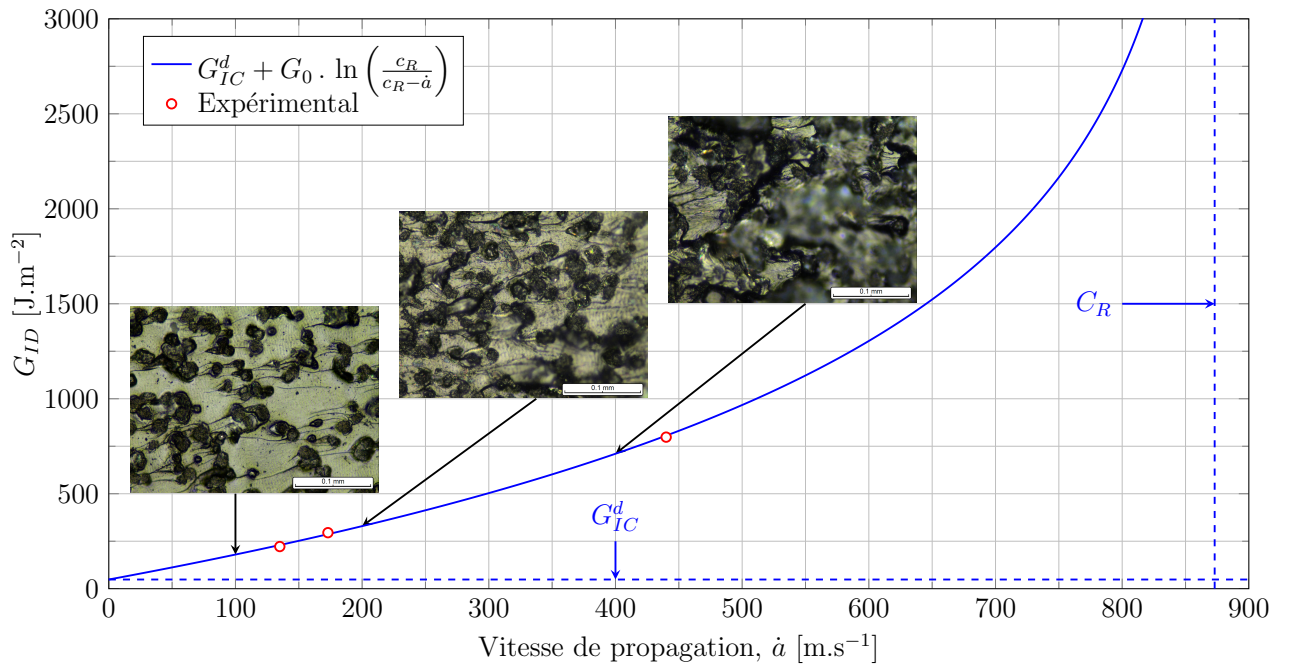 G_{IC}^{d} + G_0 . ln(c_R / (c_R − ȧ))
Expérimental
3000
2500
2000
1500
1000
500
0
G_{ID} [J.m⁻²]
0.1 mm
0.1 mm
0.1 mm
C_R
G_{IC}^{d}
0 100 200 300 400 500 600 700 800 900
Vitesse de propagation, ȧ [m.s⁻¹]